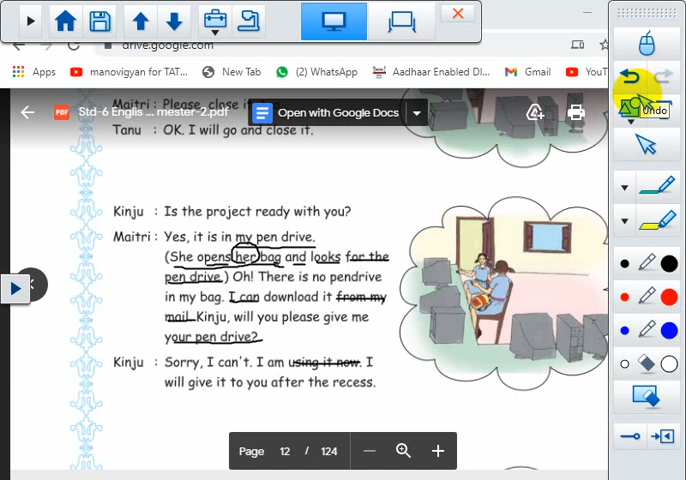 drive.google.com
Apps manovigyan for TAT... New Tab (2) WhatsApp Aadhaar Enabled DI... Gmail YouT
Undo
Maitri : Please, close it
Std-6 Englis ... mester-2.pdf
Open with Google Docs
Tanu : OK. I will go and close it.
Kinju : Is the project ready with you?
Maitri : Yes, it is in my pen drive.
(She opens her bag and looks for the
pen drive.) Oh! There is no pendrive
in my bag. I can download it from my
mail. Kinju, will you please give me
your pen drive?
Kinju : Sorry, I can't. I am using it now. I
will give it to you after the recess.
Page 12 / 124